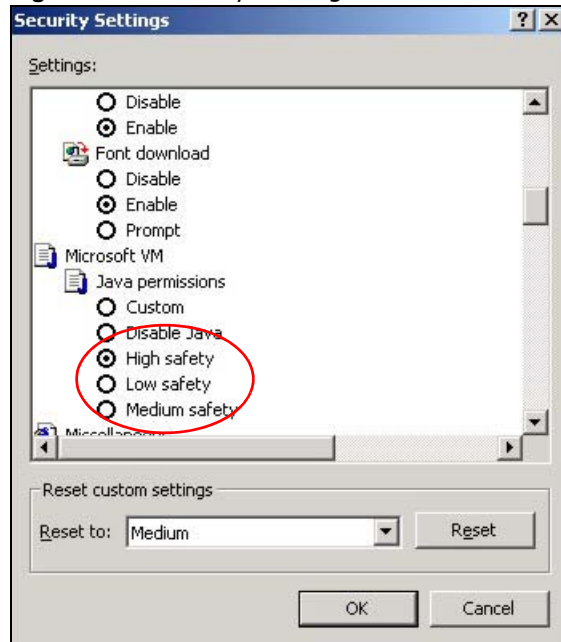 Security Settings
Settings:
Disable
Enable
Font download
Disable
Enable
Prompt
Microsoft VM
Java permissions
Custom
Disable Java
High safety
Low safety
Medium safety
Miscellaneous
Reset custom settings
Reset to: Medium Reset
OK Cancel